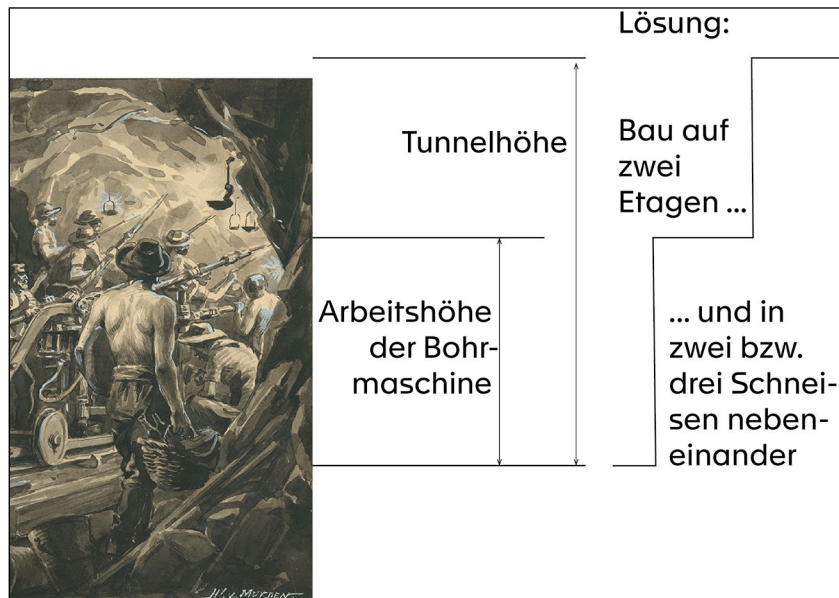 Lösung:
Tunnelhöhe
Bau auf
zwei
Etagen ...
Arbeitshöhe
der Bohr-
maschine
... und in
zwei bzw.
drei Schnei-
sen neben-
einander